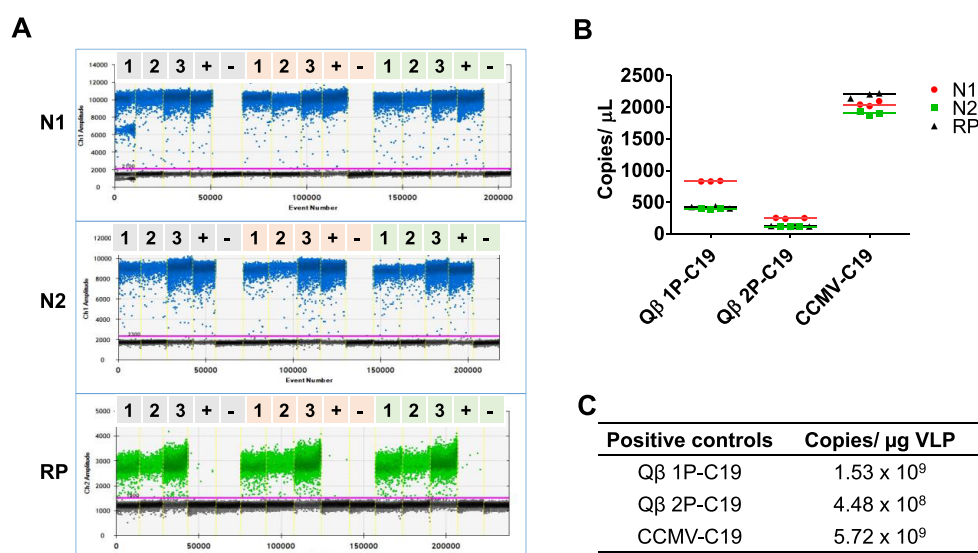 A
N1
1 2 3 + - 1 2 3 + - 1 2 3 + -
12000
10000
8000
6000
4000
2000
0
Ch1 Amplitude
0 50000 100000 150000 200000
Event Number
N2
1 2 3 + - 1 2 3 + - 1 2 3 + -
12000
10000
8000
6000
4000
2000
0
Ch1 Amplitude
0 50000 100000 150000 200000
Event Number
RP
1 2 3 + - 1 2 3 + - 1 2 3 + -
5000
4000
3000
2000
1000
0
Ch2 Amplitude
0 50000 100000 150000 200000
B
2500
2000
1500
1000
500
0
Copies/ µL
Qβ 1P-C19
Qβ 2P-C19
CCMV-C19
N1
N2
RP
C
Positive controls Copies/ µg VLP
Qβ 1P-C19 1.53 x 10⁹
Qβ 2P-C19 4.48 x 10⁸
CCMV-C19 5.72 x 10⁹